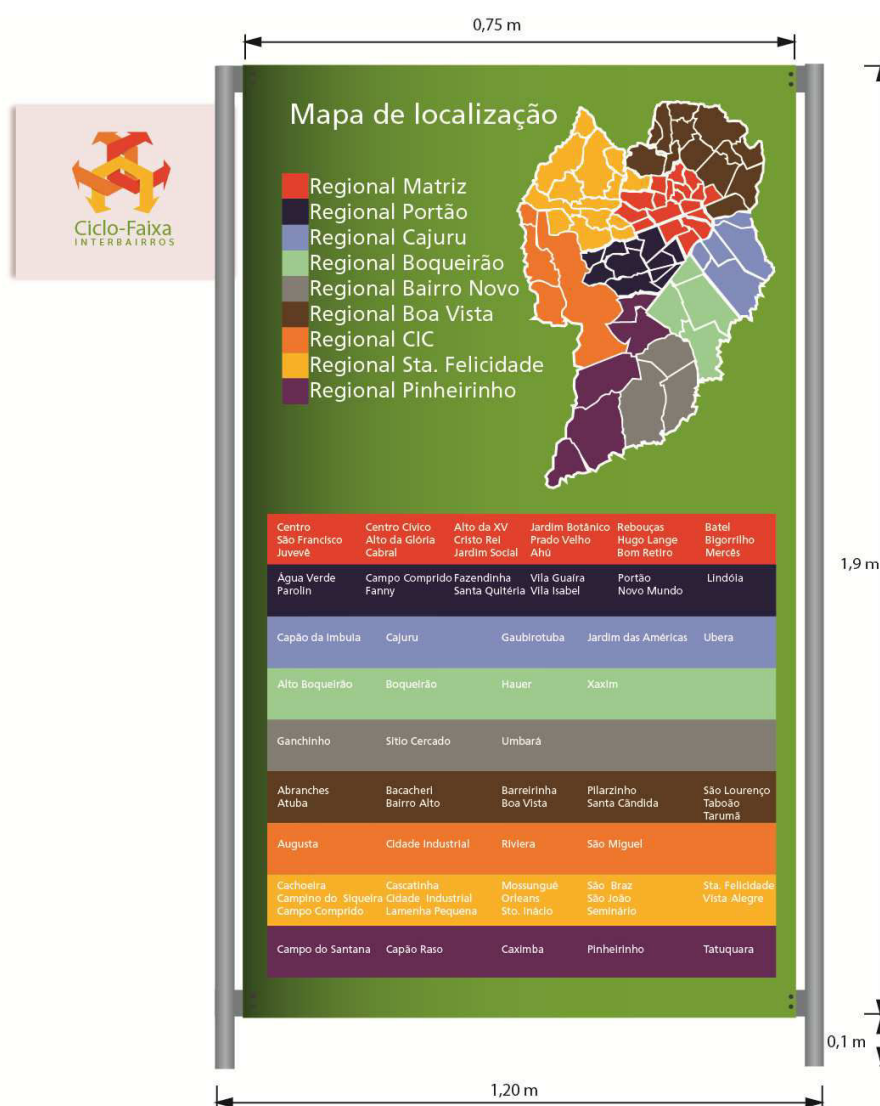 0,75 m
Mapa de localização
Ciclo-Faixa
INTERBAIRROS
Regional Matriz
Regional Portão
Regional Cajuru
Regional Boqueirão
Regional Bairro Novo
Regional Boa Vista
Regional CIC
Regional Sta. Felicidade
Regional Pinheirinho
Centro Centro Cívico Alto da XV Jardim Botânico Rebouças Batel
São Francisco Alto da Glória Cristo Rei Prado Velho Hugo Lange Bigorrilho
Juvevê Cabral Jardim Social Ahú Bom Retiro Mercês
1,9 m
Água Verde Campo Comprido Fazendinha Vila Guaíra Portão Lindóia
Parolin Fanny Santa Quitéria Vila Isabel Novo Mundo
Capão da Imbuia Cajuru Gaubirotuba Jardim das Américas Ubera
Alto Boqueirão Boqueirão Hauer Xaxim
Ganchinho Sitio Cercado Umbará
Abranches Bacacheri Barreirinha Pilarzinho São Lourenço
Atuba Bairro Alto Boa Vista Santa Cândida Taboão
Tarumã
Augusta Cidade Industrial Riviera São Miguel
Cachoeira Cascatinha Mossunguê São Braz Sta. Felicidade
Campino do Siqueira Cidade Industrial Orleans São João Vista Alegre
Campo Comprido Lamenha Pequena Sto. Inácio Seminário
Campo do Santana Capão Raso Caximba Pinheirinho Tatuquara
0,1 m
1,20 m